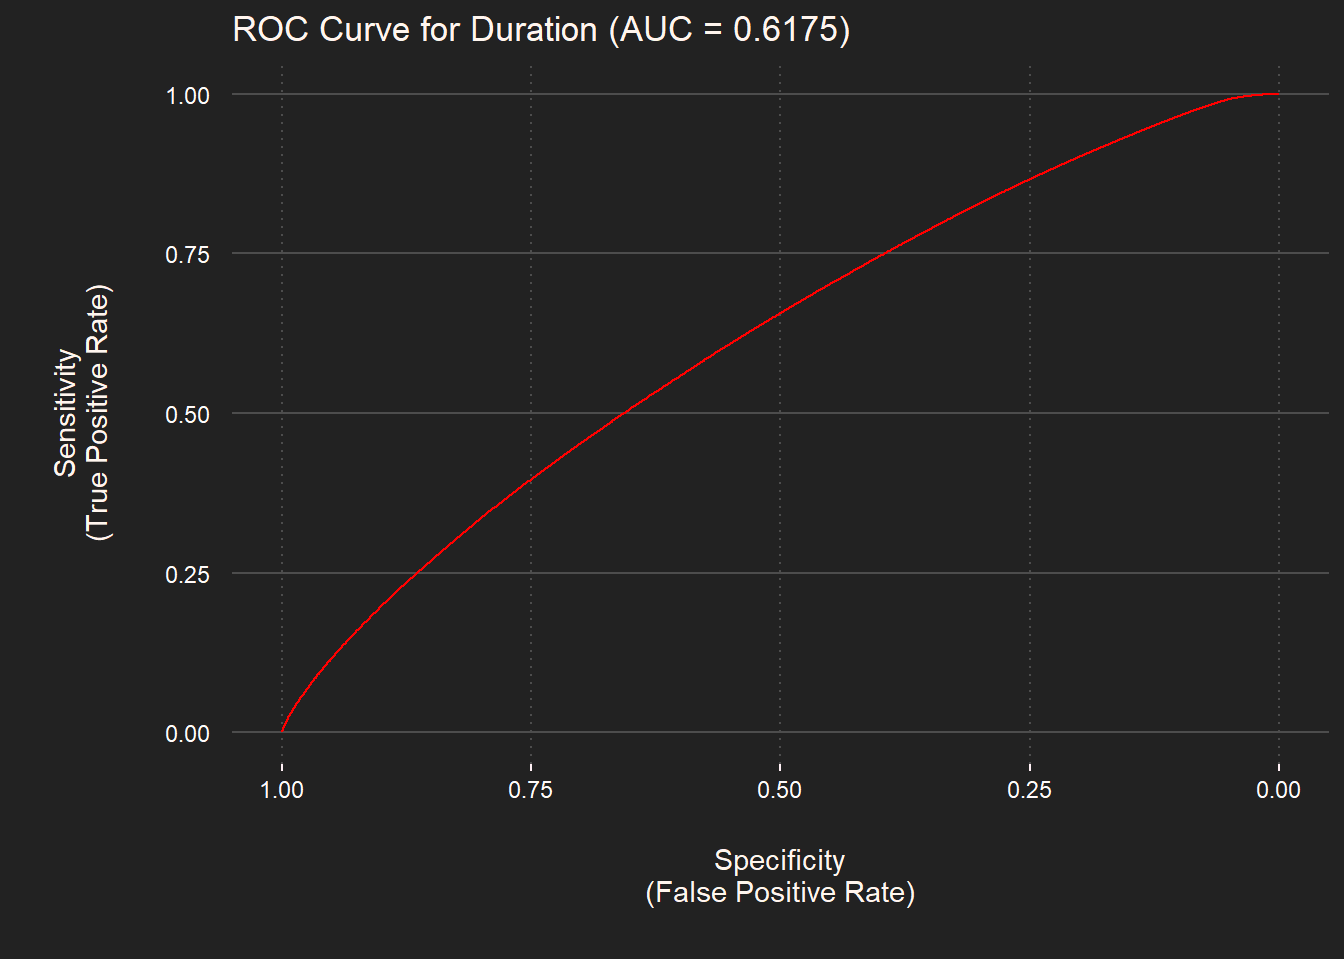 ROC Curve for Duration (AUC = 0.6175)
Sensitivity
(True Positive Rate)
1.00
0.75
0.50
0.25
0.00
1.00
0.75
0.50
0.25
0.00
Specificity
(False Positive Rate)